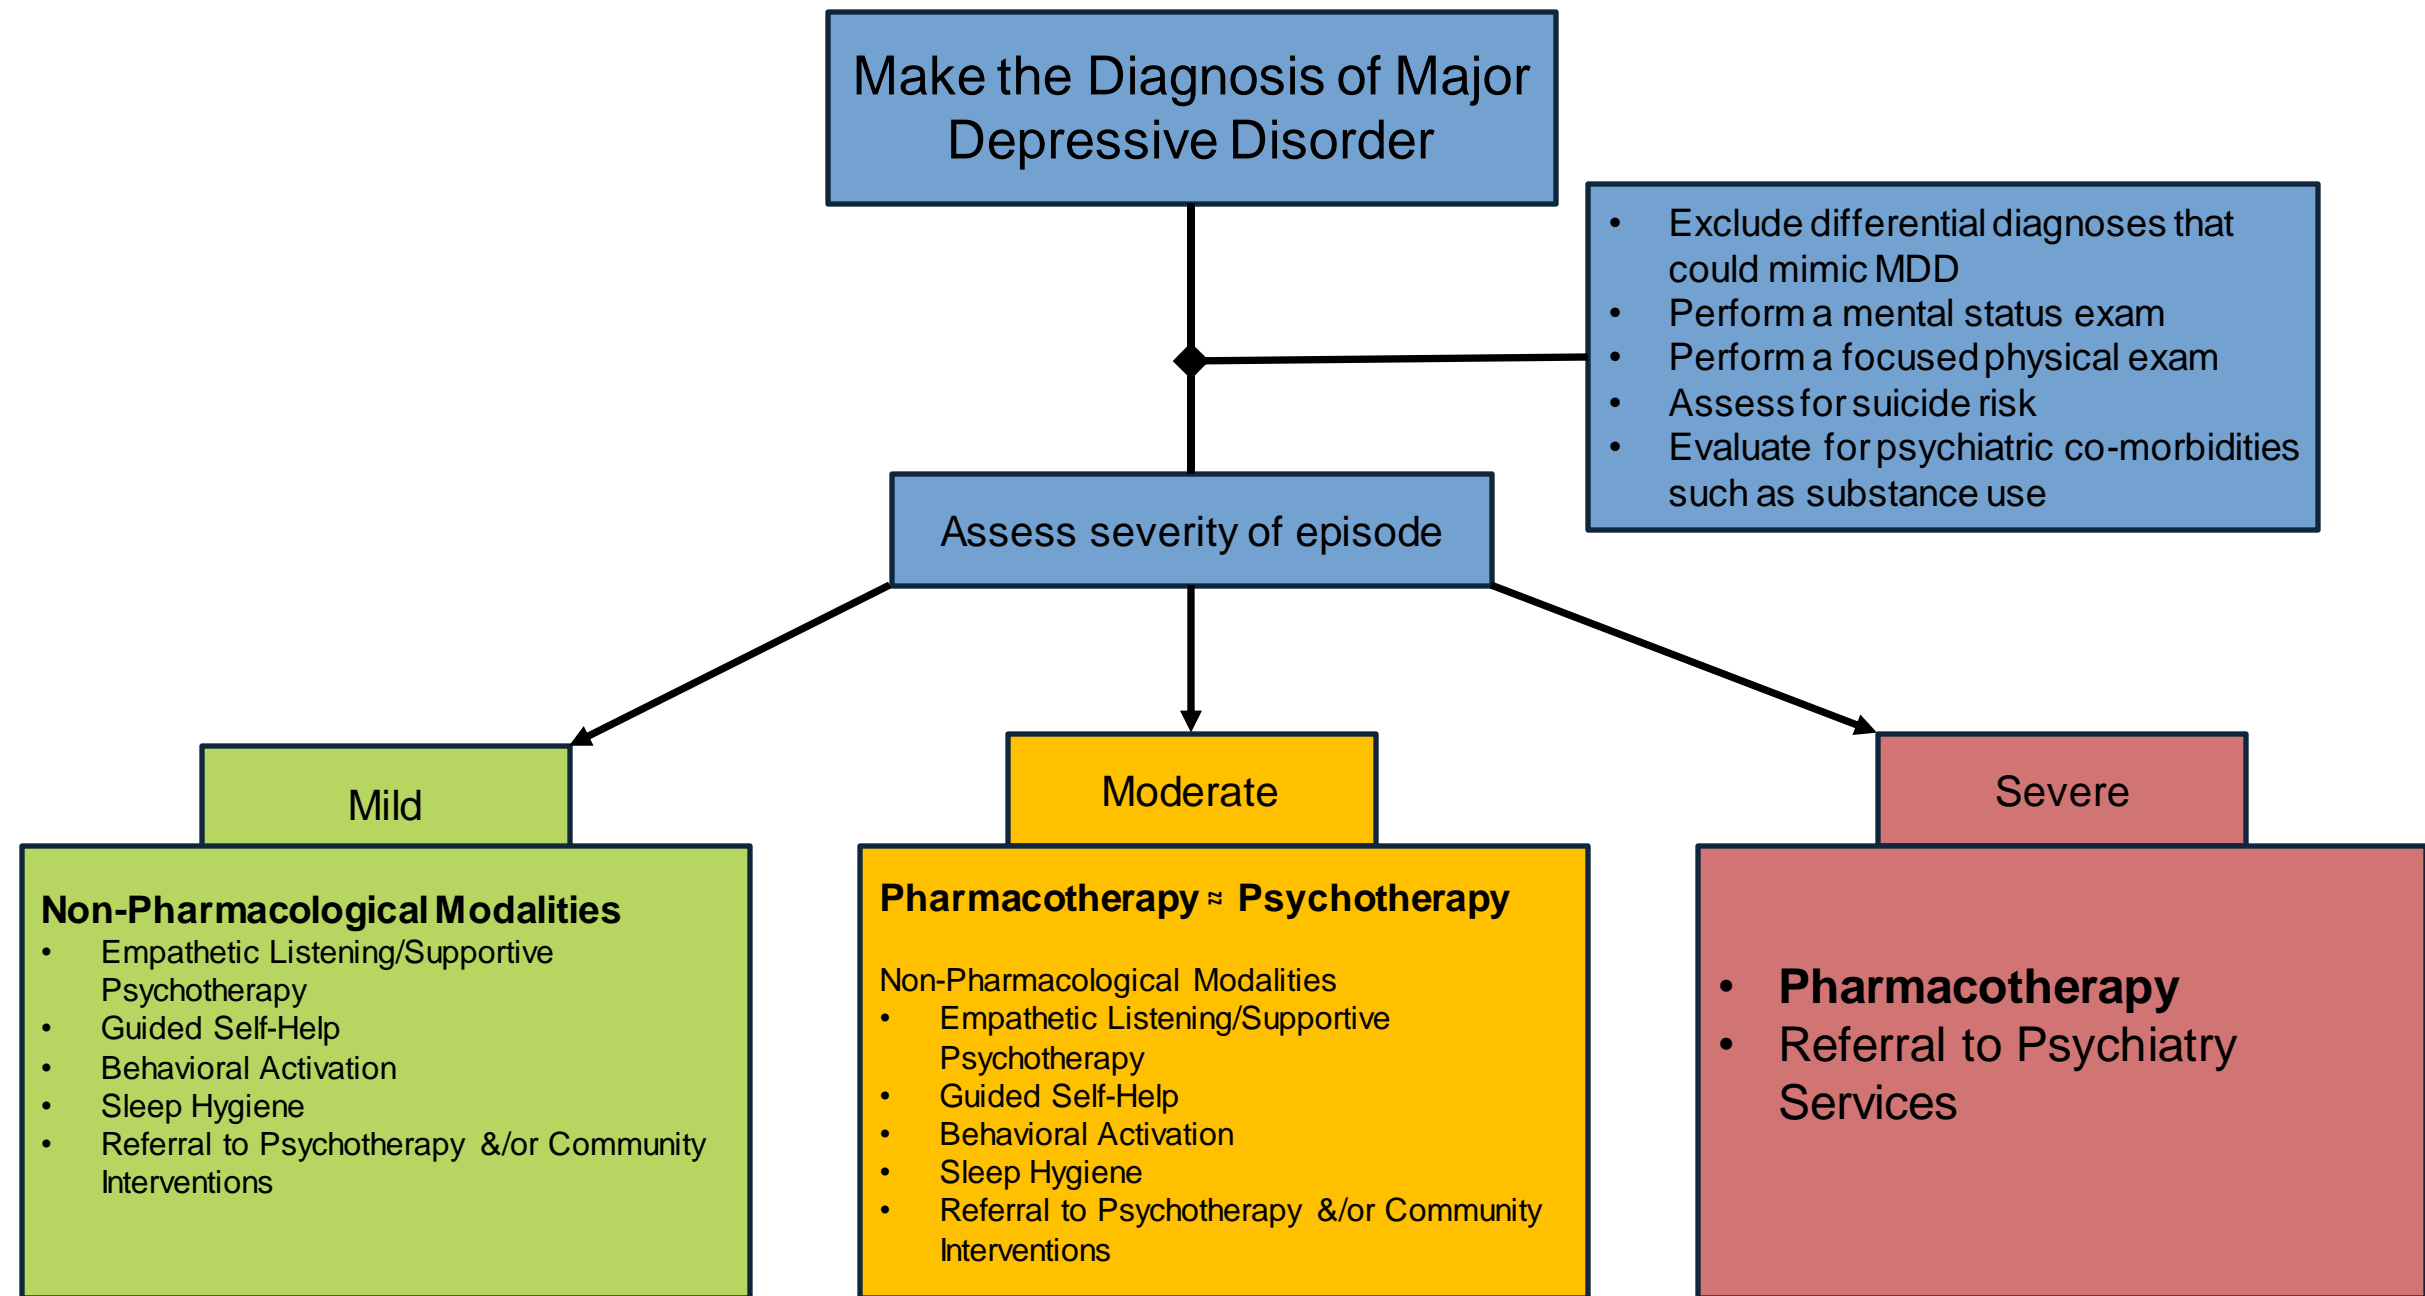 Make the Diagnosis of Major
Depressive Disorder
• Exclude differential diagnoses that
could mimic MDD
• Perform a mental status exam
• Perform a focused physical exam
• Assess for suicide risk
• Evaluate for psychiatric co-morbidities
such as substance use
Assess severity of episode
Mild
Non-Pharmacological Modalities
• Empathetic Listening/Supportive
Psychotherapy
• Guided Self-Help
• Behavioral Activation
• Sleep Hygiene
• Referral to Psychotherapy &/or Community
Interventions
Moderate
Pharmacotherapy ≈ Psychotherapy
Non-Pharmacological Modalities
• Empathetic Listening/Supportive
Psychotherapy
• Guided Self-Help
• Behavioral Activation
• Sleep Hygiene
• Referral to Psychotherapy &/or Community
Interventions
Severe
• Pharmacotherapy
• Referral to Psychiatry
Services